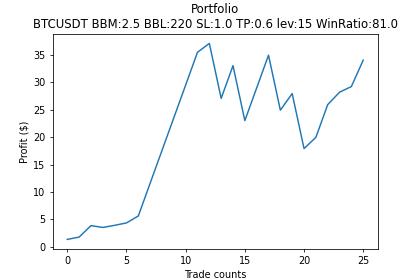 Portfolio
BTCUSDT BBM:2.5 BBL:220 SL:1.0 TP:0.6 lev:15 WinRatio:81.0
35
30
25
20
15
10
5
0
Profit ($)
0 5 10 15 20 25
Trade counts